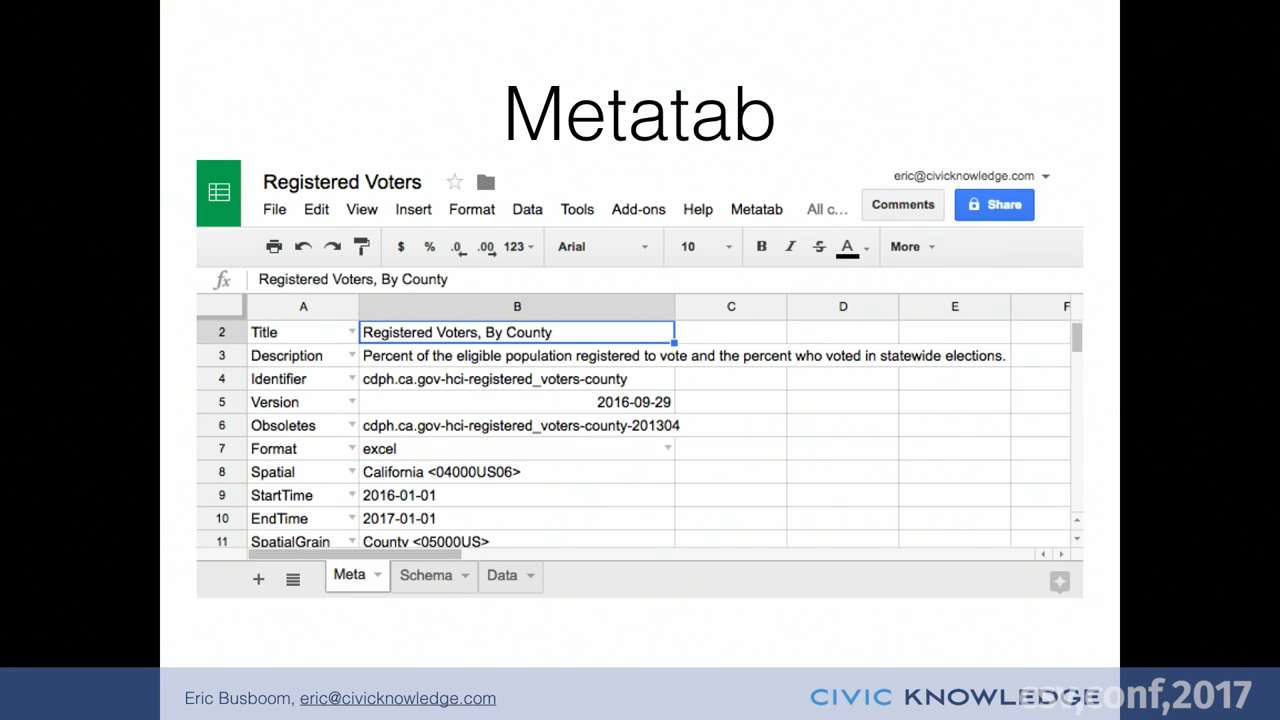 Metatab
Registered Voters
eric@civicknowledge.com
File Edit View Insert Format Data Tools Add-ons Help Metatab All c...
Comments Share
$ % .0 .00 123 Arial 10 B I S A More
fx Registered Voters, By County
A B C D E F
2 Title Registered Voters, By County
3 Description Percent of the eligible population registered to vote and the percent who voted in statewide elections.
4 Identifier cdph.ca.gov-hci-registered_voters-county
5 Version 2016-09-29
6 Obsoletes cdph.ca.gov-hci-registered_voters-county-201304
7 Format excel
8 Spatial California <04000US06>
9 StartTime 2016-01-01
10 EndTime 2017-01-01
11 SpatialGrain County <05000US>
+ Meta Schema Data
Eric Busboom, eric@civicknowledge.com
CIVIC KNOWLEDGE
csv,conf,2017